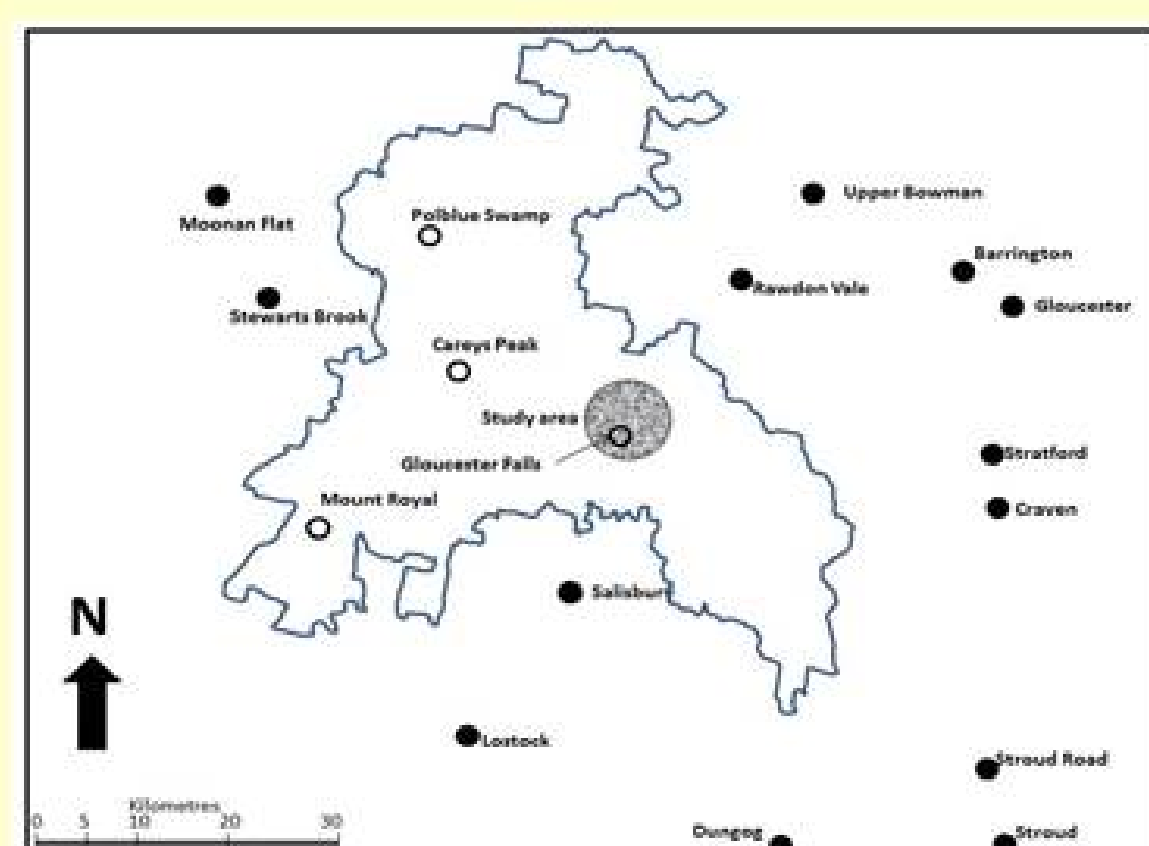 Upper Bowman
Polblue Swamp
Moonan Flat
Barrington
Rawdon Vale
Gloucester
Stewarts Brook
Careys Peak
Study area
Stratford
Gloucester Falls
Mount Royal
Craven
Salisbur
N
Lostock
Stroud Road
Kilometres
0 5 10 20 30
Dungog
Stroud